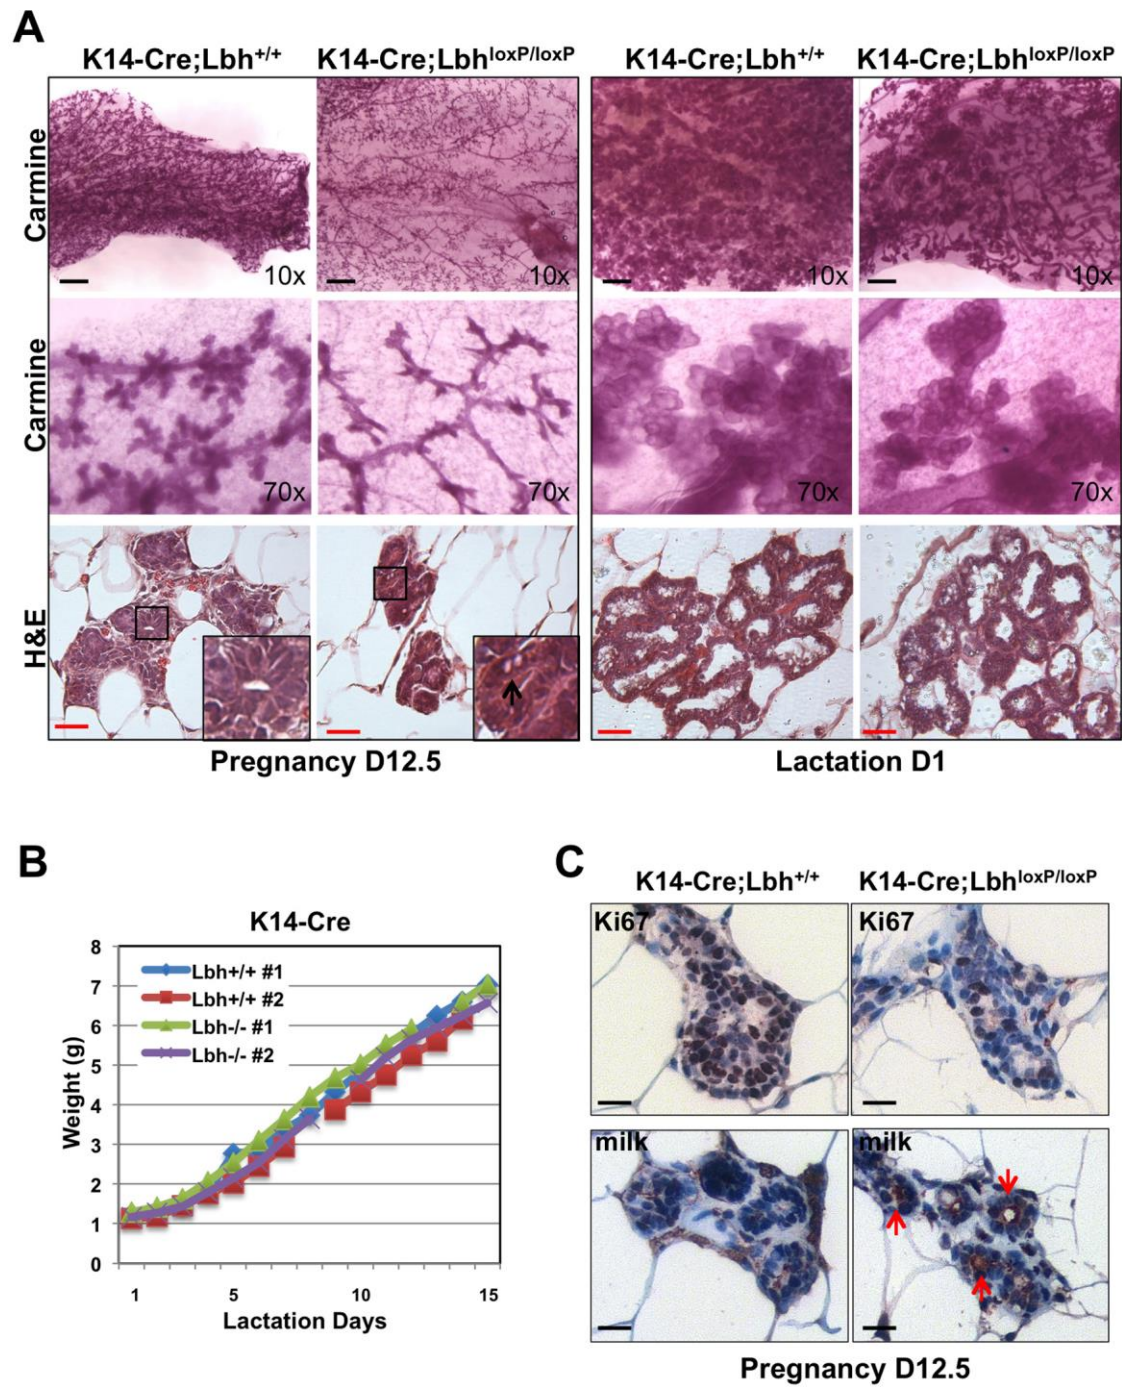 A
K14-Cre;Lbh+/+ K14-Cre;LbhloxP/loxP K14-Cre;Lbh+/+ K14-Cre;LbhloxP/loxP
Carmine
10x 10x 10x 10x
Carmine
70x 70x 70x 70x
H&E
Pregnancy D12.5 Lactation D1
B
K14-Cre
Weight (g)
8
7
6
5
4
3
2
1
0
Lbh+/+ #1
Lbh+/+ #2
Lbh-/- #1
Lbh-/- #2
1 5 10 15
Lactation Days
C
K14-Cre;Lbh+/+ K14-Cre;LbhloxP/loxP
Ki67 Ki67
milk milk
Pregnancy D12.5